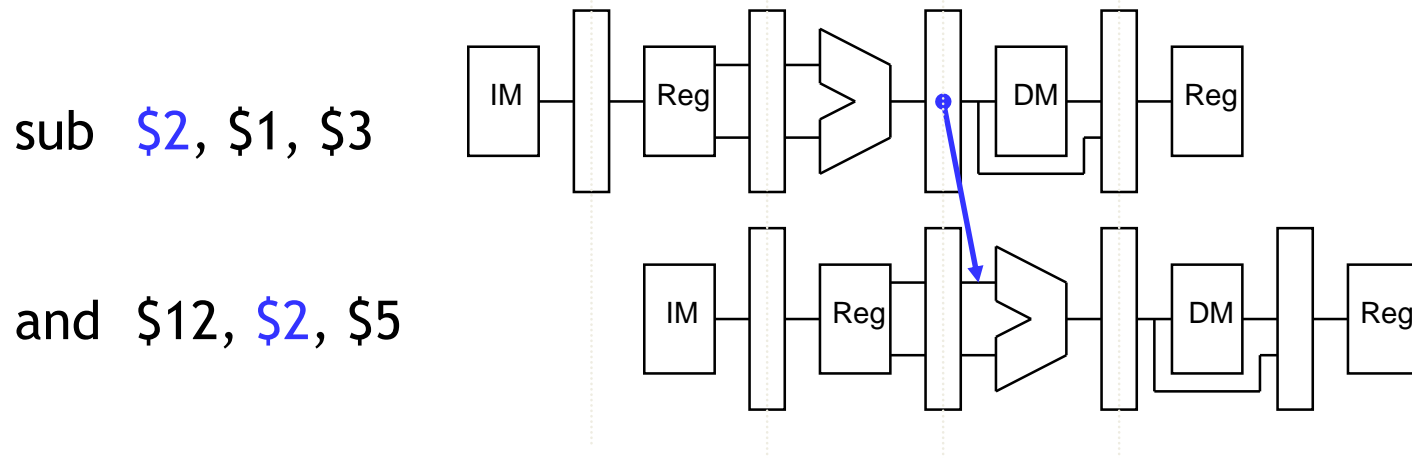 IM Reg DM Reg
sub $2, $1, $3
IM Reg DM Reg
and $12, $2, $5